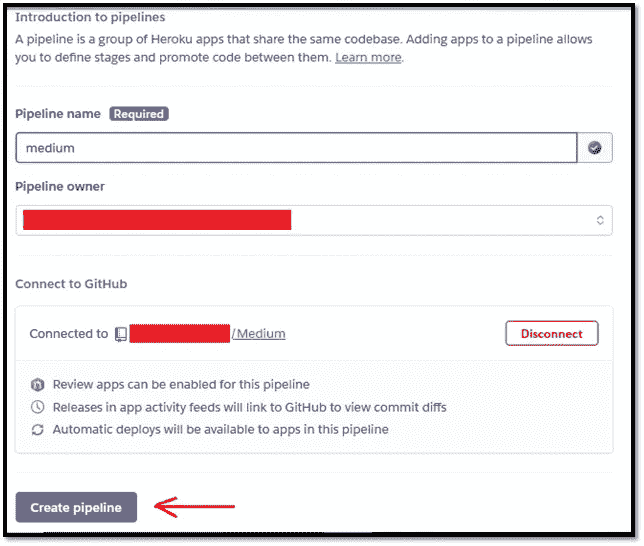 Introduction to pipelines
A pipeline is a group of Heroku apps that share the same codebase. Adding apps to a pipeline allows
you to define stages and promote code between them. Learn more.
Pipeline name Required
medium
Pipeline owner
Connect to GitHub
Connected to /Medium Disconnect
Review apps can be enabled for this pipeline
Releases in app activity feeds will link to GitHub to view commit diffs
Automatic deploys will be available to apps in this pipeline
Create pipeline